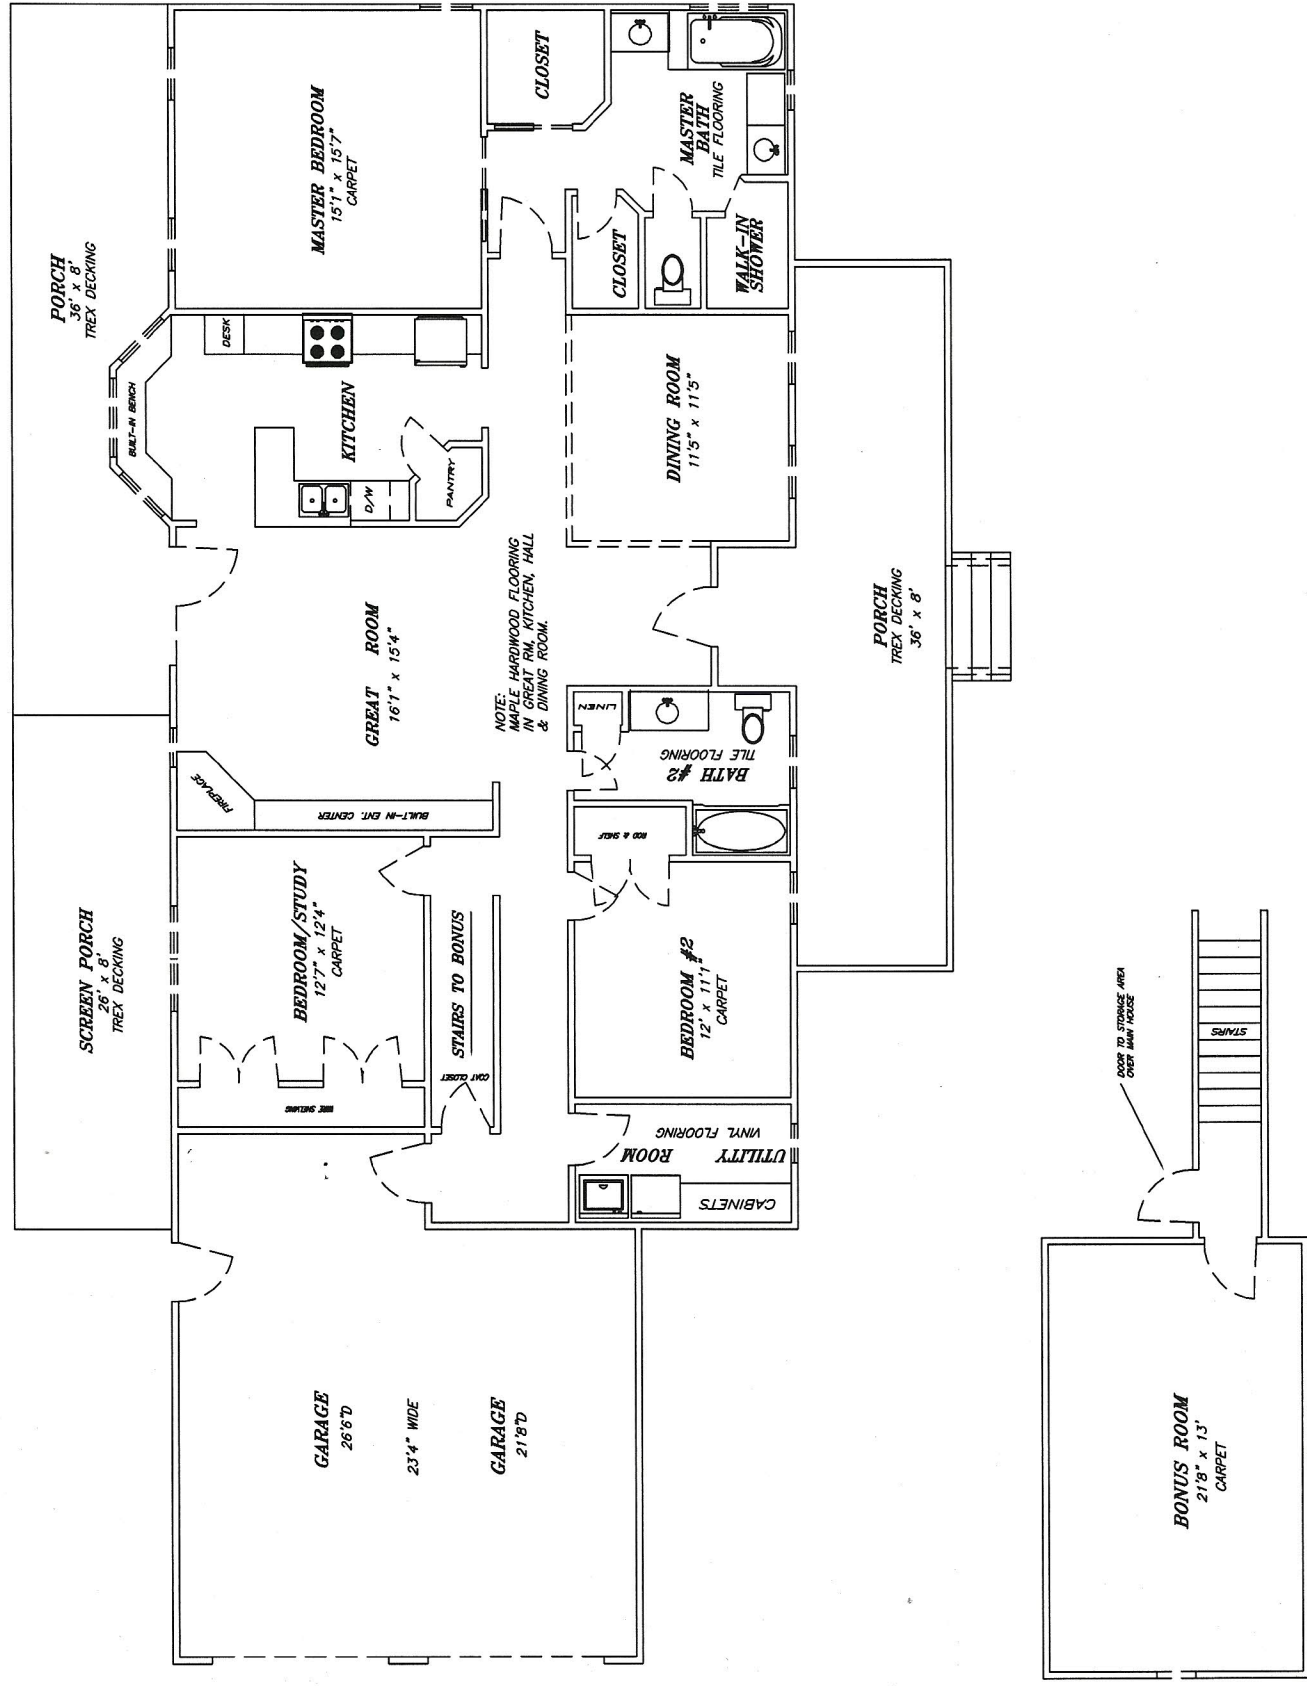 PORCH
36' x 8'
TREX DECKING
SCREEN PORCH
26' x 8'
TREX DECKING
BUILT-IN BENCH
MASTER BEDROOM
15'1" x 15'7"
CARPET
CLOSET
MASTER
BATH
TILE FLOORING
CLOSET
WALK-IN
SHOWER
DESK
KITCHEN
D/W
PANTRY
DINING ROOM
11'5" x 11'5"
GREAT ROOM
16'1" x 15'4"
NOTE:
MAPLE HARDWOOD FLOORING
IN GREAT RM, KITCHEN, HALL
& DINING ROOM.
FIREPLACE
BUILT-IN ENT. CENTER
PORCH
TREX DECKING
36' x 8'
LINEN
BATH #2
TILE FLOORING
ROD & SHELF
BEDROOM/STUDY
12'7" x 12'4"
CARPET
WIRE SHELVING
STAIRS TO BONUS
COAT CLOSET
BEDROOM #2
12' x 11'1"
CARPET
UTILITY ROOM
VINYL FLOORING
CABINETS
GARAGE
26'6"D
23'4" WIDE
GARAGE
21'8"D
DOOR TO STORAGE AREA
OVER MAIN HOUSE
STAIRS
BONUS ROOM
21'8" x 13'
CARPET